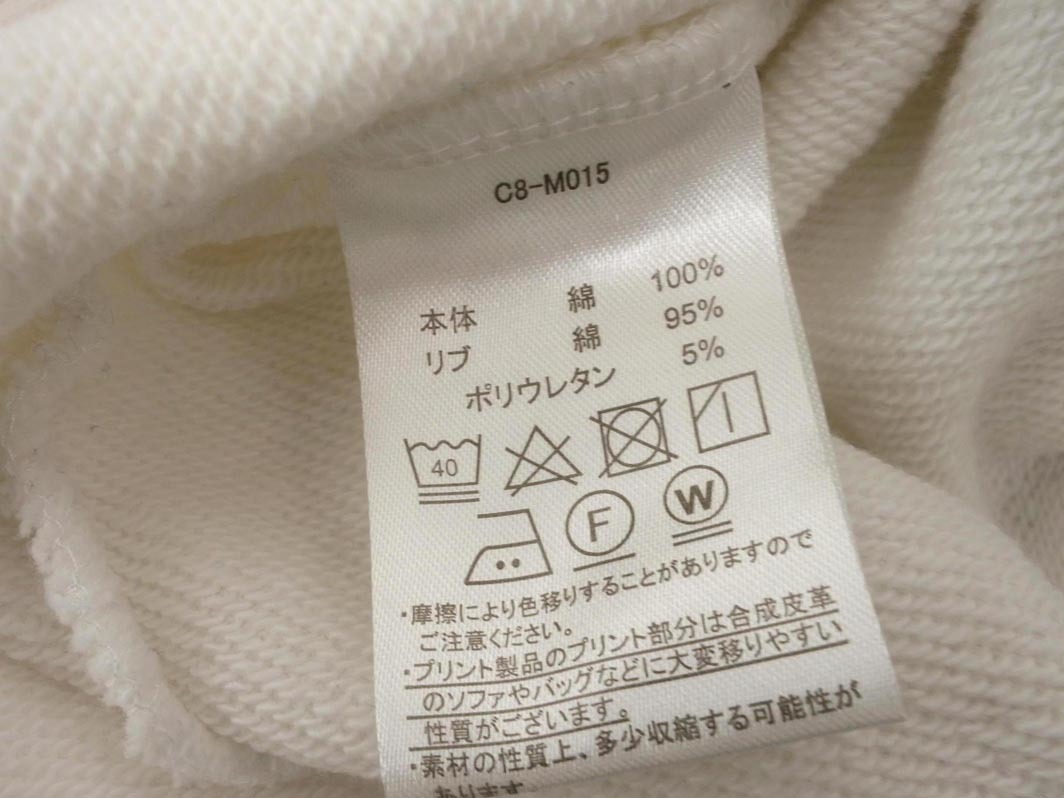 C8-M015
本体 綿 100%
リブ 綿 95%
ポリウレタン 5%
40
F W
・摩擦により色移りすることがありますので
ご注意ください。
・プリント製品のプリント部分は合成皮革
のソファやバッグなどに大変移りやすい
性質がございます。
・素材の性質上、多少収縮する可能性が
あります